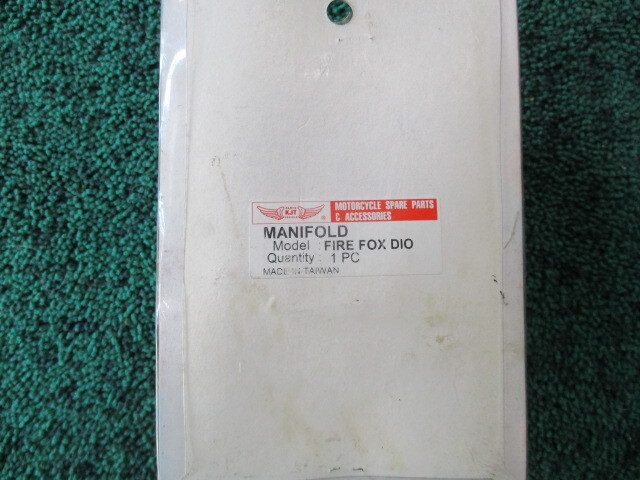 MOTORCYCLE SPARE PARTS
& ACCESSORIES
MANIFOLD
Model : FIRE FOX DIO
Quantity : 1 PC
MADE IN TAIWAN